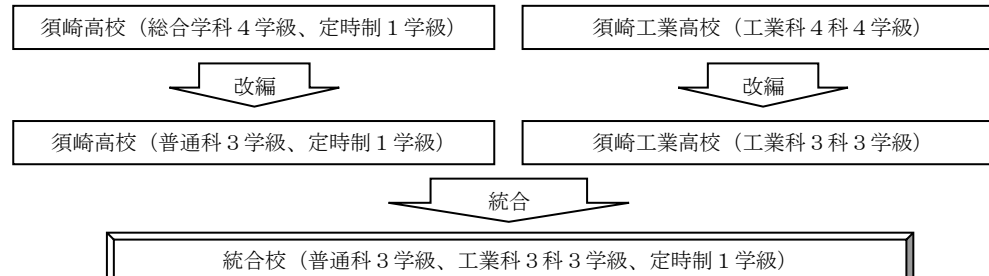 須崎高校（総合学科４学級、定時制１学級）
須崎工業高校（工業科４科４学級）
改編
改編
須崎高校（普通科３学級、定時制１学級）
須崎工業高校（工業科３科３学級）
統合
統合校（普通科３学級、工業科３科３学級、定時制１学級）